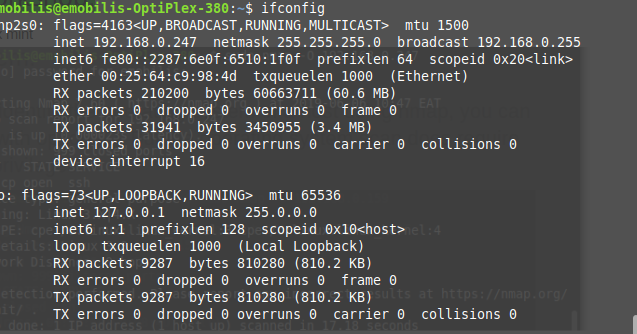 emobilis@emobilis-OptiPlex-380:~$ ifconfig
np2s0: flags=4163<UP,BROADCAST,RUNNING,MULTICAST>  mtu 1500
inet 192.168.0.247  netmask 255.255.255.0  broadcast 192.168.0.255
inet6 fe80::2287:6e0f:6510:1f0f  prefixlen 64  scopeid 0x20<link>
ether 00:25:64:c9:98:4d  txqueuelen 1000  (Ethernet)
RX packets 210200  bytes 60663711 (60.6 MB)
RX errors 0  dropped 0  overruns 0  frame 0
TX packets 31941  bytes 3450955 (3.4 MB)
TX errors 0  dropped 0 overruns 0  carrier 0  collisions 0
device interrupt 16
o: flags=73<UP,LOOPBACK,RUNNING>  mtu 65536
inet 127.0.0.1  netmask 255.0.0.0
inet6 ::1  prefixlen 128  scopeid 0x10<host>
loop  txqueuelen 1000  (Local Loopback)
RX packets 9287  bytes 810280 (810.2 KB)
RX errors 0  dropped 0  overruns 0  frame 0
TX packets 9287  bytes 810280 (810.2 KB)
TX errors 0  dropped 0 overruns 0  carrier 0  collisions 0